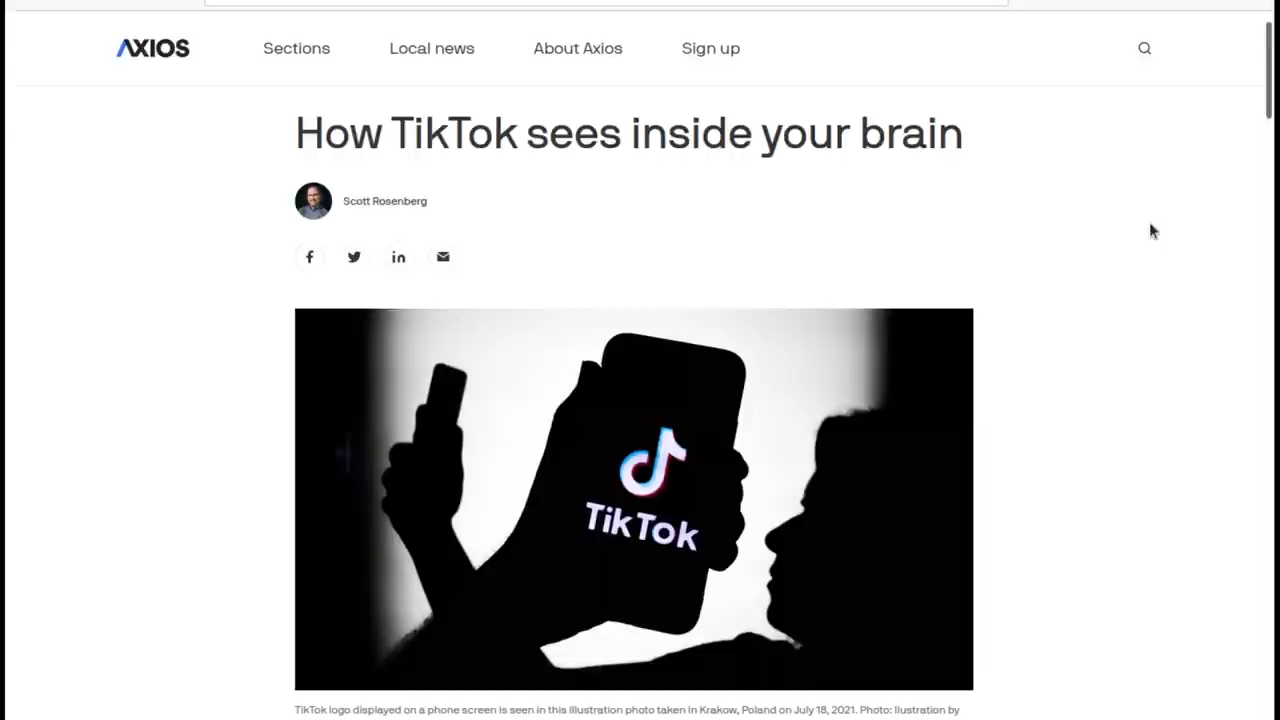 AXIOS
Sections
Local news
About Axios
Sign up
How TikTok sees inside your brain
Scott Rosenberg
TikTok
TikTok logo displayed on a phone screen is seen in this illustration photo taken in Krakow, Poland on July 18, 2021. Photo: Ilustration by